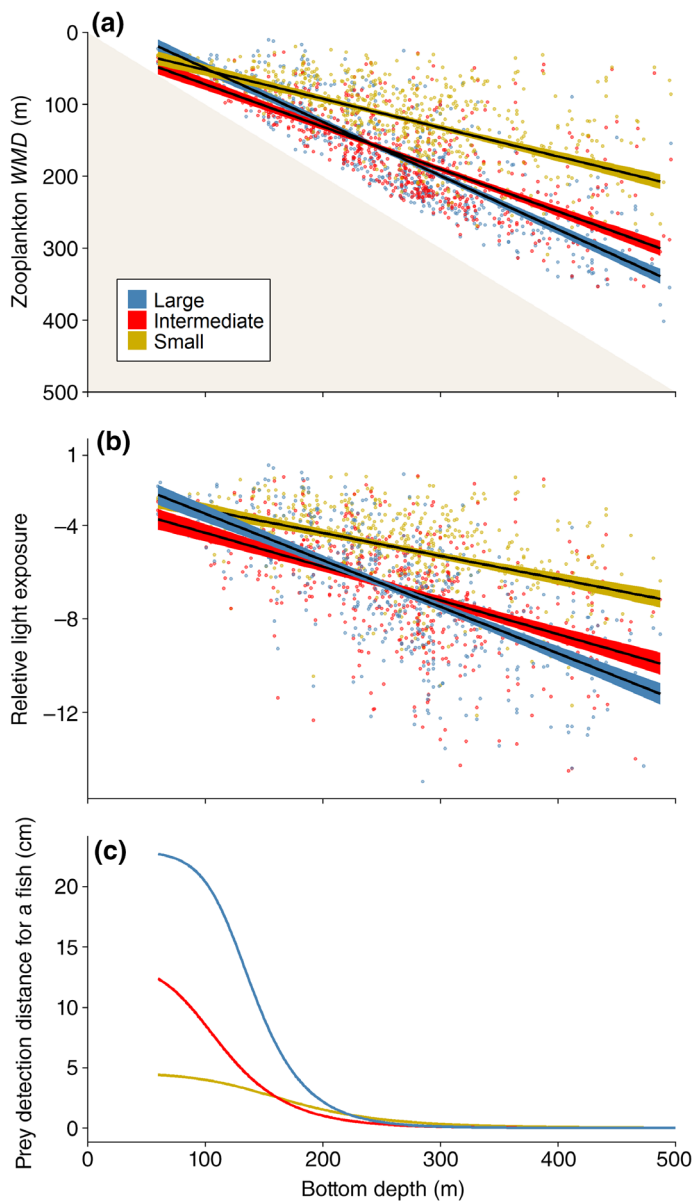 (a)
0
100
200
300
400
500
Zooplankton WMD (m)
Large
Intermediate
Small
(b)
1
−4
−8
−12
Reletive light exposure
(c)
20
15
10
5
0
Prey detection distance for a fish (cm)
0 100 200 300 400 500
Bottom depth (m)